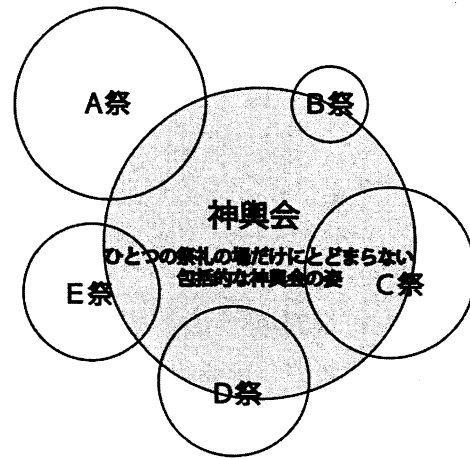 A祭
B祭
神輿会
ひとつの祭礼の場だけにとどまらない
包括的な神輿会の姿
E祭
C祭
D祭